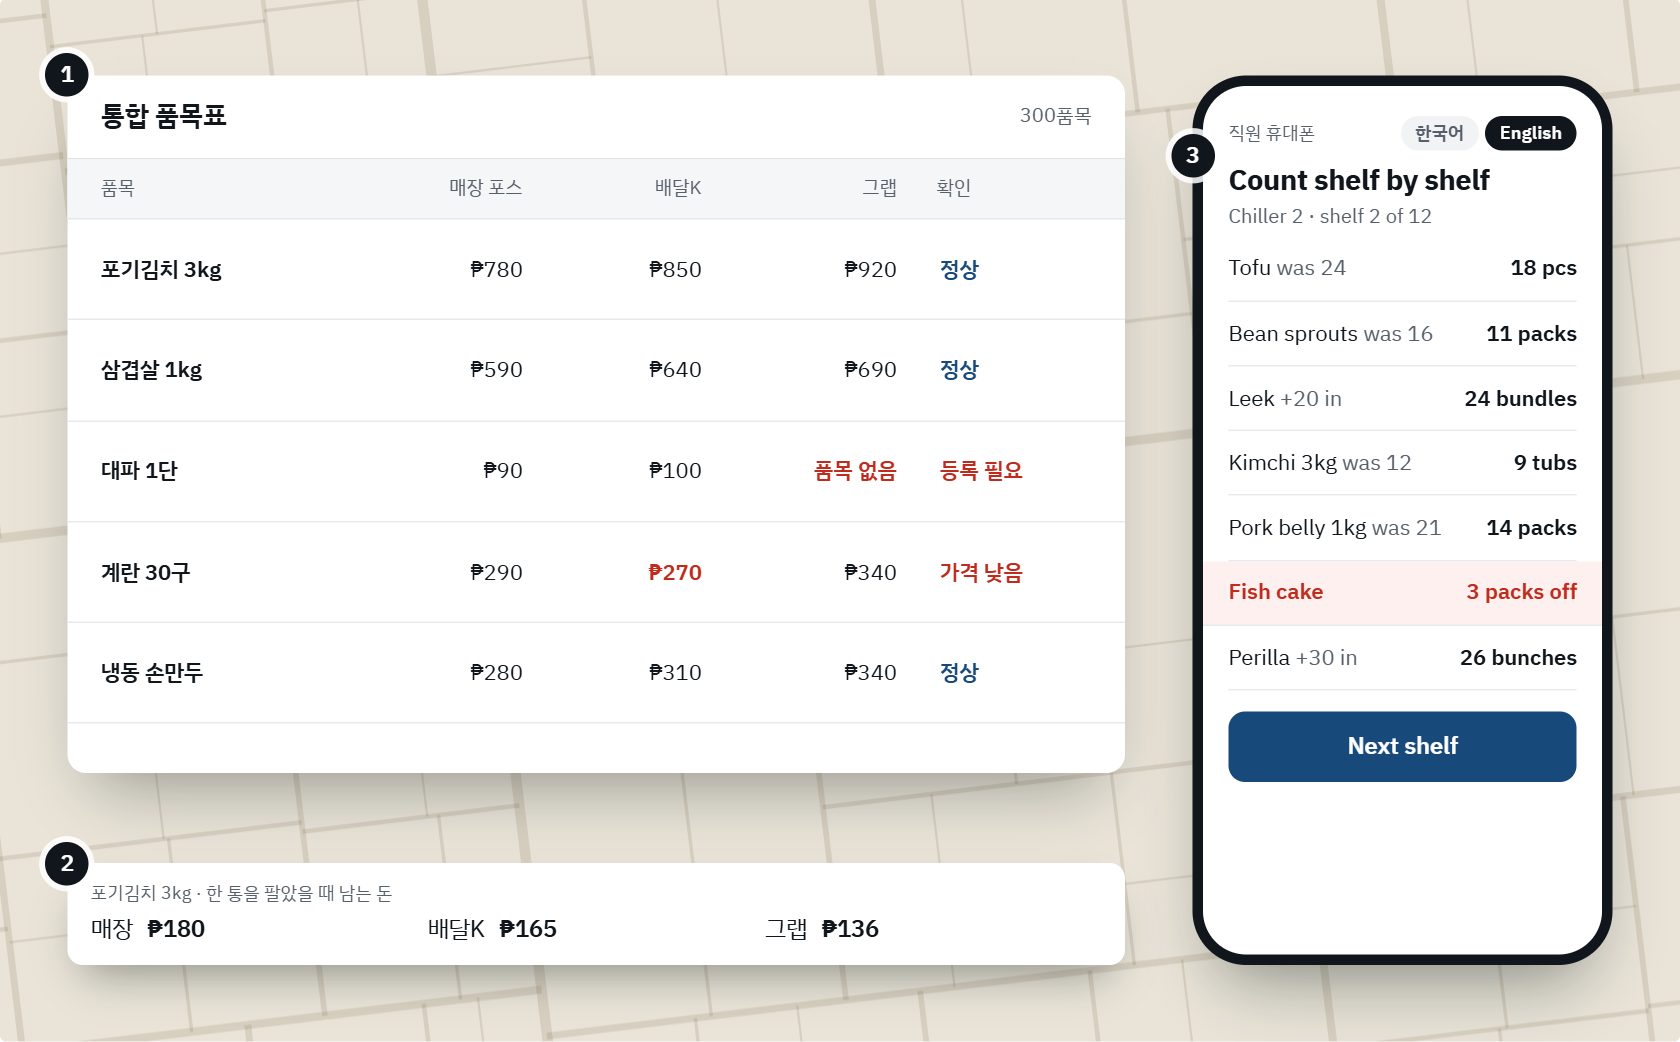 1
통합 품목표 300품목
품목 매장 포스 배달K 그랩 확인
포기김치 3kg ₱780 ₱850 ₱920 정상
삼겹살 1kg ₱590 ₱640 ₱690 정상
대파 1단 ₱90 ₱100 품목 없음 등록 필요
계란 30구 ₱290 ₱270 ₱340 가격 낮음
냉동 손만두 ₱280 ₱310 ₱340 정상
2
포기김치 3kg · 한 통을 팔았을 때 남는 돈
매장 ₱180 배달K ₱165 그랩 ₱136
3
직원 휴대폰 한국어 English
Count shelf by shelf
Chiller 2 · shelf 2 of 12
Tofu was 24 18 pcs
Bean sprouts was 16 11 packs
Leek +20 in 24 bundles
Kimchi 3kg was 12 9 tubs
Pork belly 1kg was 21 14 packs
Fish cake 3 packs off
Perilla +30 in 26 bunches
Next shelf